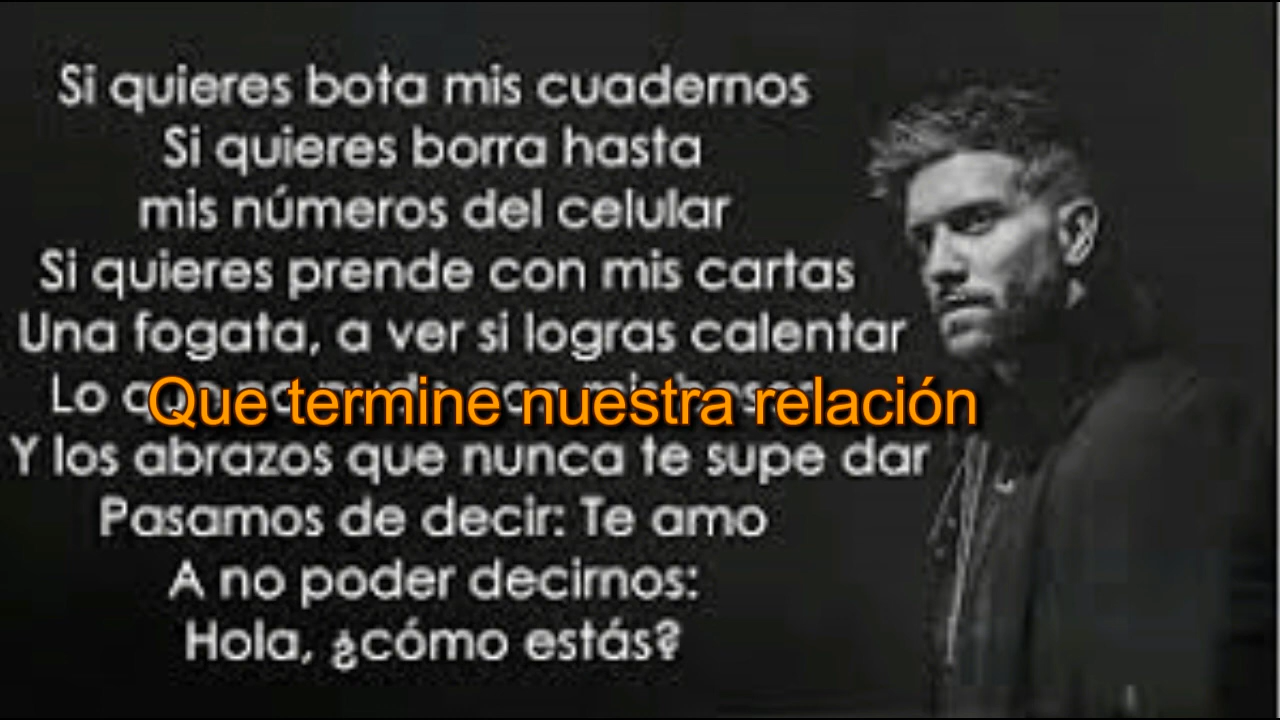 Si quieres bota mis cuadernos
Si quieres borra hasta
mis números del celular
Si quieres prende con mis cartas
Una fogata, a ver si logras calentar
Lo
Que termine nuestra relación
Y los abrazos que nunca te supe dar
Pasamos de decir: Te amo
A no poder decirnos:
Hola, ¿cómo estás?